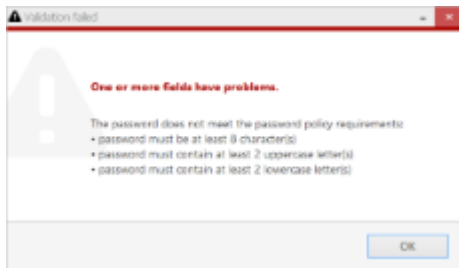 Validation failed
One or more fields have problems.
The password does not meet the password policy requirements:
• password must be at least 8 character(s)
• password must contain at least 2 uppercase letter(s)
• password must contain at least 2 lowercase letter(s)
OK